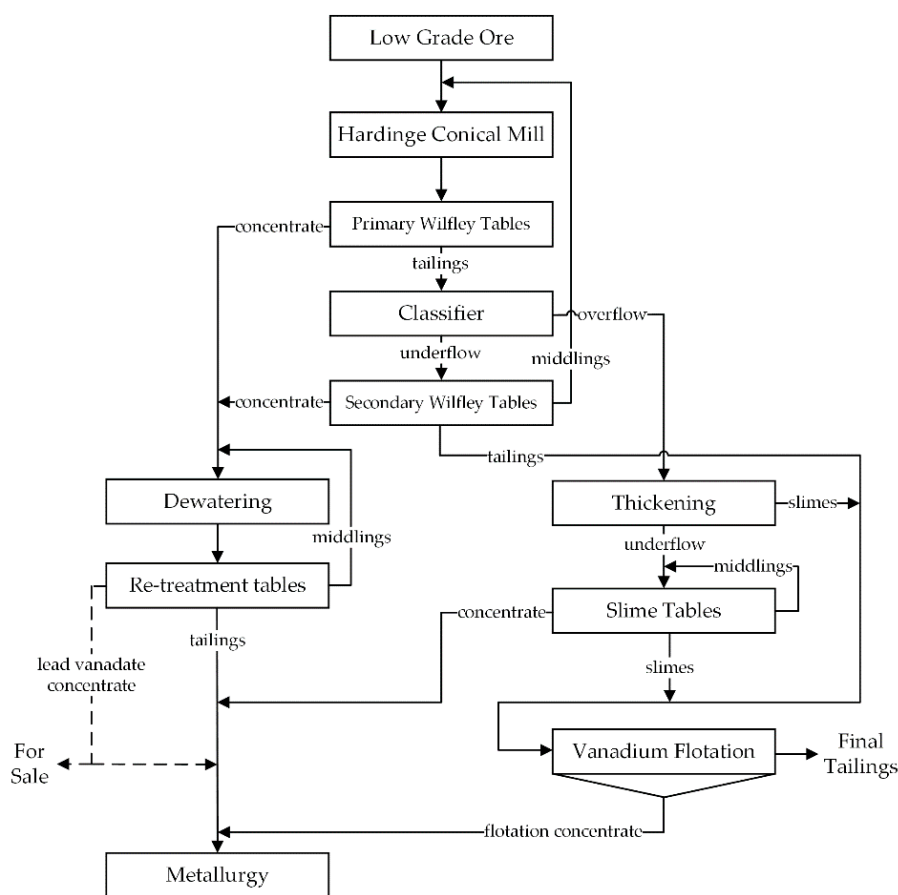 Low Grade Ore
Hardinge Conical Mill
concentrate
Primary Wilfley Tables
tailings
Classifier
overflow
underflow
middlings
concentrate
Secondary Wilfley Tables
tailings
Dewatering
Thickening
slimes
middlings
underflow
middlings
Re-treatment tables
concentrate
Slime Tables
tailings
lead vanadate
concentrate
slimes
For
Sale
Vanadium Flotation
Final
Tailings
flotation concentrate
Metallurgy